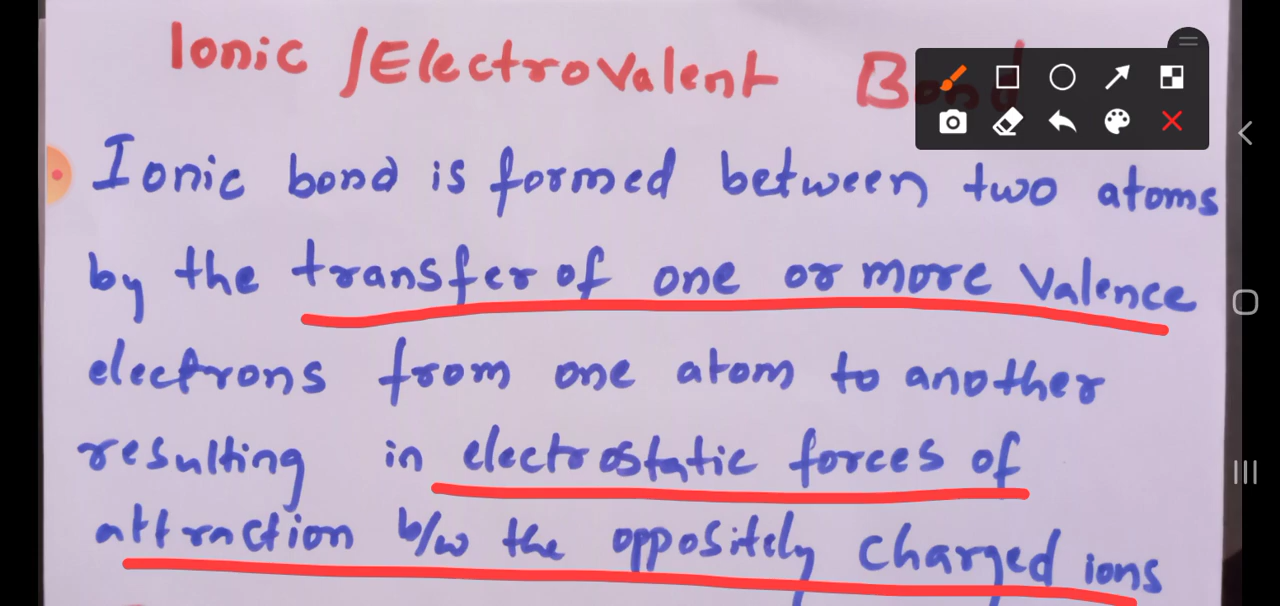 Ionic /Electrovalent Bond
Ionic bond is formed between two atoms
by the transfer of one or more valence
electrons from one atom to another
resulting in electrostatic forces of
attraction b/w the oppositely charged ions